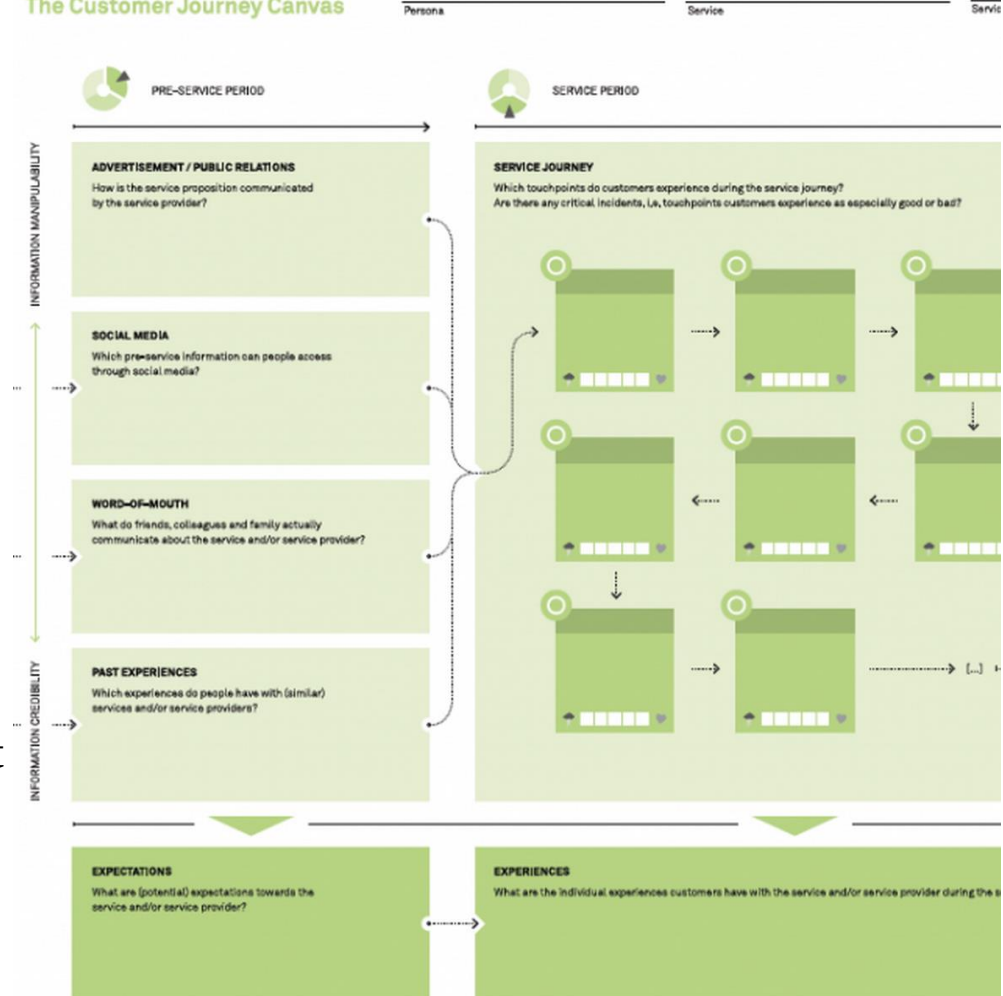 The Customer Journey Canvas
Persona
Service
PRE-SERVICE PERIOD
SERVICE PERIOD
INFORMATION MANIPULABILITY
INFORMATION CREDIBILITY
ADVERTISEMENT / PUBLIC RELATIONS
How is the service proposition communicated
by the service provider?
SOCIAL MEDIA
Which pre-service information can people access
through social media?
WORD-OF-MOUTH
What do friends, colleagues and family actually
communicate about the service and/or service provider?
PAST EXPERIENCES
Which experiences do people have with (similar)
services and/or service providers?
SERVICE JOURNEY
Which touchpoints do customers experience during the service journey?
Are there any critical incidents, i.e. touchpoints customers experience as especially good or bad?
[...]
EXPECTATIONS
What are (potential) expectations towards the
service and/or service provider?
EXPERIENCES
What are the individual experiences customers have with the service and/or service provider during the